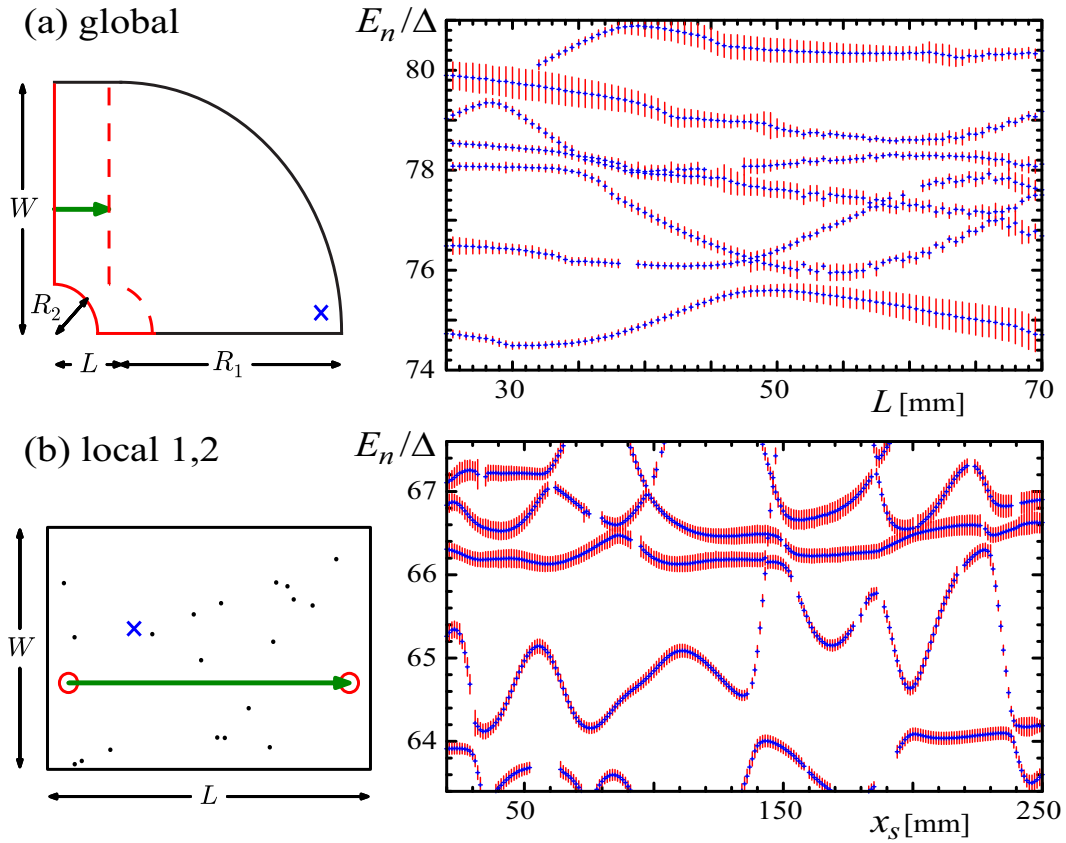 (a) global
W
R₂
L
R₁
Eₙ/Δ
80
78
76
74
30
50
70
L [mm]
(b) local 1,2
W
L
Eₙ/Δ
67
66
65
64
50
150
250
xₛ [mm]